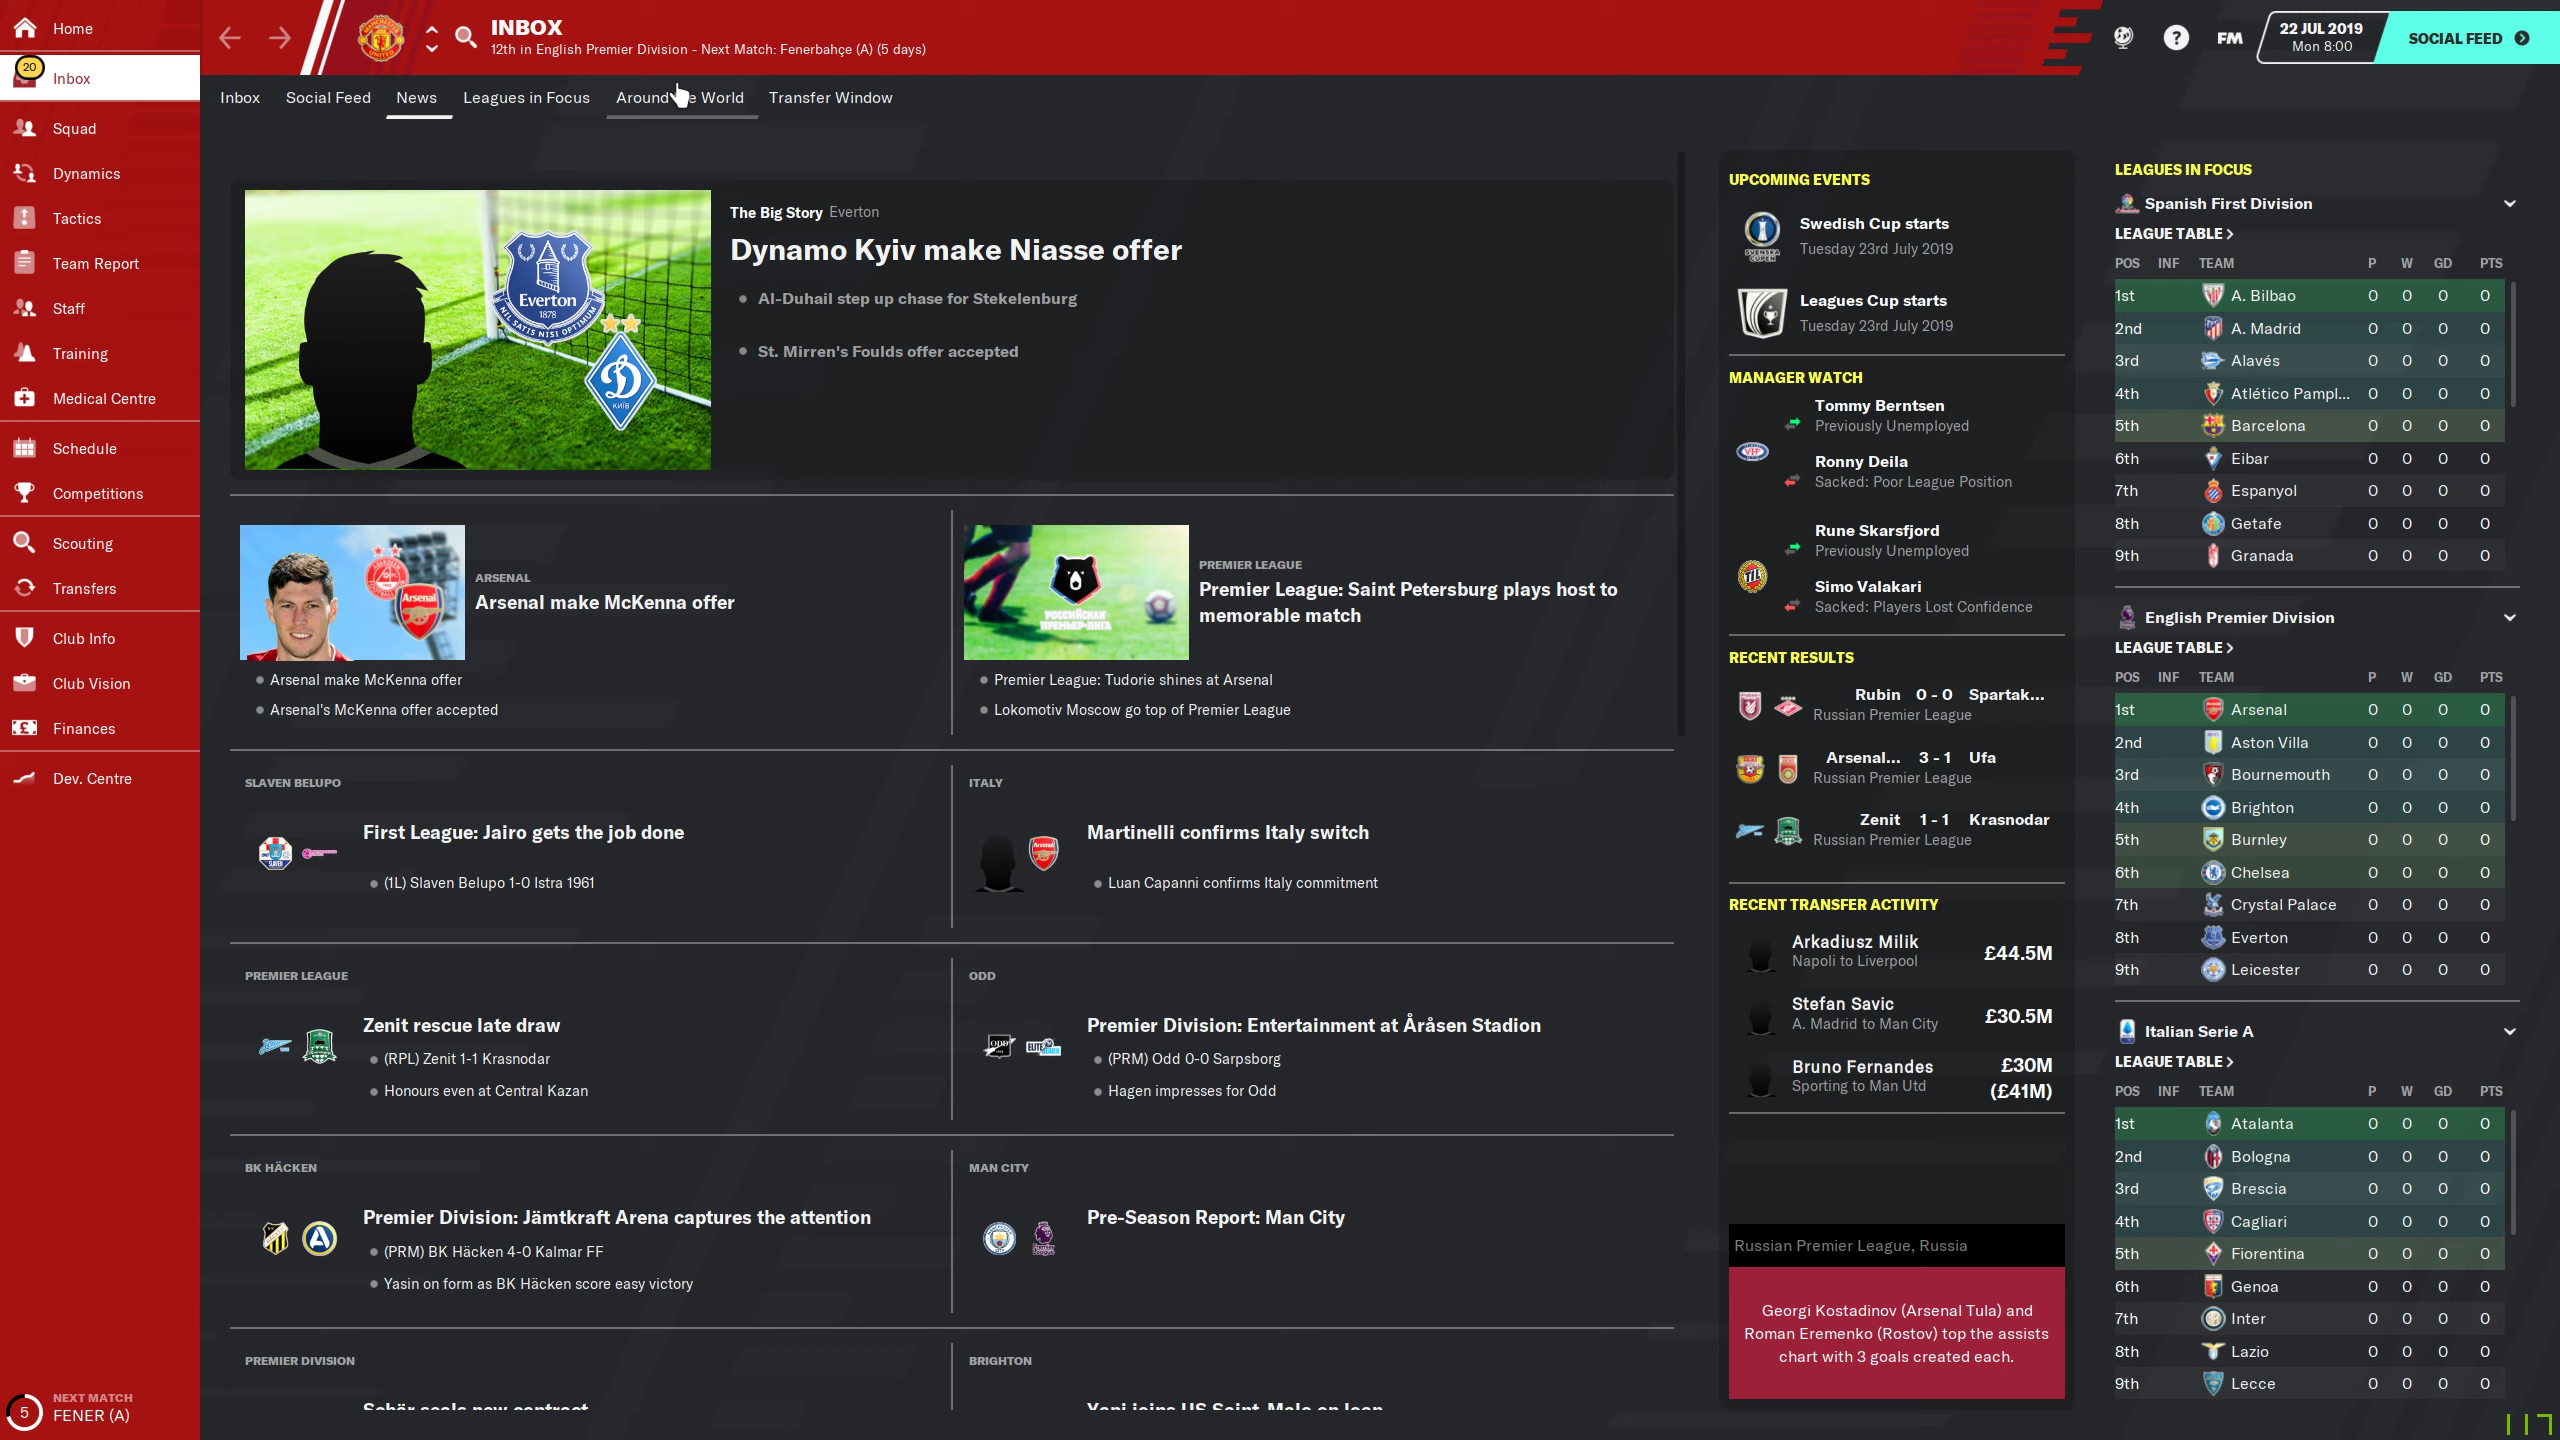 Home
20
Inbox
Squad
Dynamics
Tactics
Team Report
Staff
Training
Medical Centre
Schedule
Competitions
Scouting
Transfers
Club Info
Club Vision
Finances
Dev. Centre
5
NEXT MATCH
FENER (A)
INBOX
12th in English Premier Division - Next Match: Fenerbahçe (A) (5 days)
FM
22 JUL 2019
Mon 8:00
SOCIAL FEED
Inbox Social Feed News Leagues in Focus Around World Transfer Window
Everton
1878
NIL SATIS NISI OPTIMUM
The Big Story Everton
Dynamo Kyiv make Niasse offer
Al-Duhail step up chase for Stekelenburg
St. Mirren's Foulds offer accepted
Arsenal
ARSENAL
Arsenal make McKenna offer
Arsenal make McKenna offer
Arsenal's McKenna offer accepted
РОССИЙСКАЯ
ПРЕМЬЕР-ЛИГА
PREMIER LEAGUE
Premier League: Saint Petersburg plays host to
memorable match
Premier League: Tudorie shines at Arsenal
Lokomotiv Moscow go top of Premier League
SLAVEN BELUPO
First League: Jairo gets the job done
(1L) Slaven Belupo 1-0 Istra 1961
ITALY
Martinelli confirms Italy switch
Luan Capanni confirms Italy commitment
PREMIER LEAGUE
Zenit rescue late draw
(RPL) Zenit 1-1 Krasnodar
Honours even at Central Kazan
ODD
Premier Division: Entertainment at Åråsen Stadion
(PRM) Odd 0-0 Sarpsborg
Hagen impresses for Odd
BK HÄCKEN
Premier Division: Jämtkraft Arena captures the attention
(PRM) BK Häcken 4-0 Kalmar FF
Yasin on form as BK Häcken score easy victory
MAN CITY
Pre-Season Report: Man City
PREMIER DIVISION
Schär seals new contract
BRIGHTON
Yapi joins US Saint-Malo on loan
UPCOMING EVENTS
Swedish Cup starts
Tuesday 23rd July 2019
Leagues Cup starts
Tuesday 23rd July 2019
MANAGER WATCH
Tommy Berntsen
Previously Unemployed
Ronny Deila
Sacked: Poor League Position
Rune Skarsfjord
Previously Unemployed
Simo Valakari
Sacked: Players Lost Confidence
RECENT RESULTS
Rubin 0 - 0 Spartak...
Russian Premier League
Arsenal... 3 - 1 Ufa
Russian Premier League
Zenit 1 - 1 Krasnodar
Russian Premier League
RECENT TRANSFER ACTIVITY
Arkadiusz Milik £44.5M
Napoli to Liverpool
Stefan Savic £30.5M
A. Madrid to Man City
Bruno Fernandes £30M
Sporting to Man Utd (£41M)
Russian Premier League, Russia
Georgi Kostadinov (Arsenal Tula) and
Roman Eremenko (Rostov) top the assists
chart with 3 goals created each.
LEAGUES IN FOCUS
Spanish First Division
LEAGUE TABLE
POS INF TEAM P W GD PTS
1st A. Bilbao 0 0 0 0
2nd A. Madrid 0 0 0 0
3rd Alavés 0 0 0 0
4th Atlético Pampl... 0 0 0 0
5th Barcelona 0 0 0 0
6th Eibar 0 0 0 0
7th Espanyol 0 0 0 0
8th Getafe 0 0 0 0
9th Granada 0 0 0 0
English Premier Division
LEAGUE TABLE
POS INF TEAM P W GD PTS
1st Arsenal 0 0 0 0
2nd Aston Villa 0 0 0 0
3rd Bournemouth 0 0 0 0
4th Brighton 0 0 0 0
5th Burnley 0 0 0 0
6th Chelsea 0 0 0 0
7th Crystal Palace 0 0 0 0
8th Everton 0 0 0 0
9th Leicester 0 0 0 0
Italian Serie A
LEAGUE TABLE
POS INF TEAM P W GD PTS
1st Atalanta 0 0 0 0
2nd Bologna 0 0 0 0
3rd Brescia 0 0 0 0
4th Cagliari 0 0 0 0
5th Fiorentina 0 0 0 0
6th Genoa 0 0 0 0
7th Inter 0 0 0 0
8th Lazio 0 0 0 0
9th Lecce 0 0 0 0
117